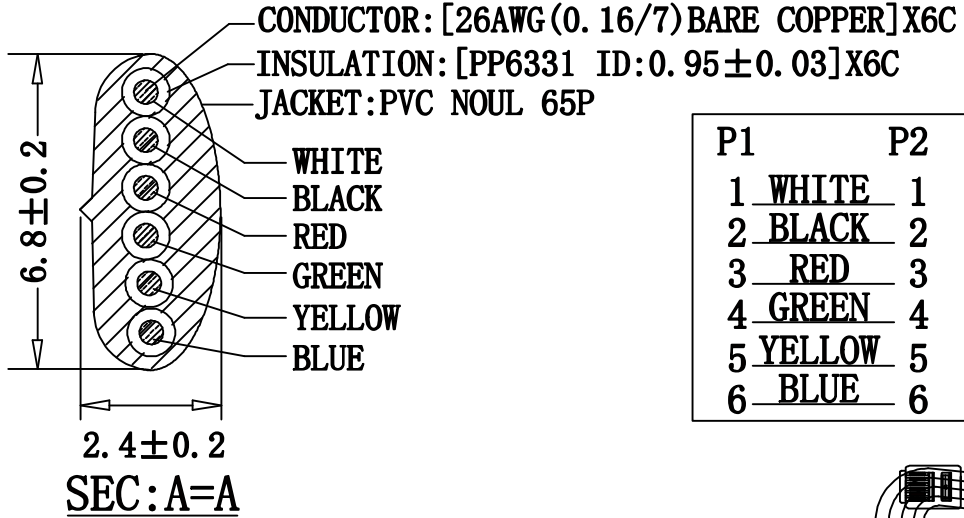 CONDUCTOR:[26AWG(0.16/7)BARE COPPER]X6C
INSULATION:[PP6331 ID:0.95±0.03]X6C
JACKET:PVC NOUL 65P
WHITE
BLACK
RED
GREEN
YELLOW
BLUE
6.8±0.2
2.4±0.2
SEC:A=A
P1 P2
1 WHITE 1
2 BLACK 2
3 RED 3
4 GREEN 4
5 YELLOW 5
6 BLUE 6